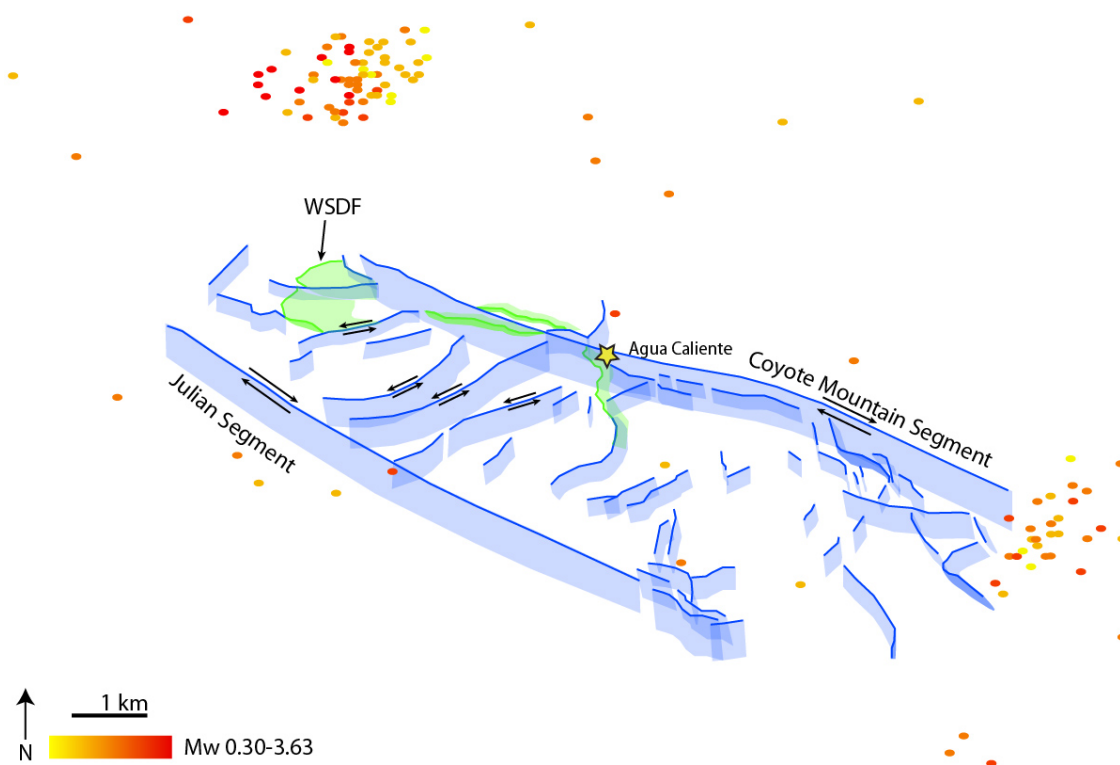 WSDF
Agua Caliente
Coyote Mountain Segment
Julian Segment
1 km
N
Mw 0.30-3.63